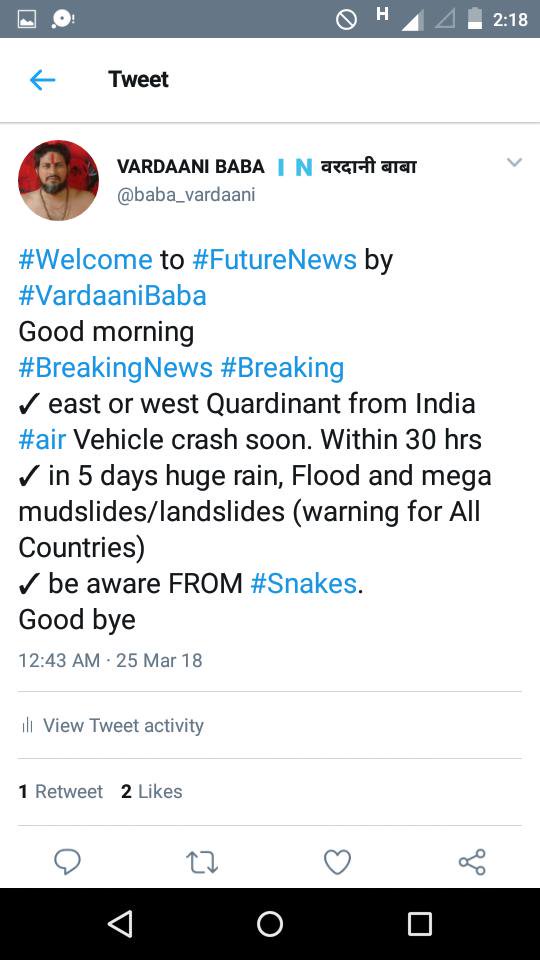 H 2:18
Tweet
VARDAANI BABA 🇮 🇳 वरदानी बाबा
@baba_vardaani
#Welcome to #FutureNews by
#VardaaniBaba
Good morning
#BreakingNews #Breaking
✓ east or west Quardinant from India
#air Vehicle crash soon. Within 30 hrs
✓ in 5 days huge rain, Flood and mega
mudslides/landslides (warning for All
Countries)
✓ be aware FROM #Snakes.
Good bye
12:43 AM · 25 Mar 18
View Tweet activity
1 Retweet 2 Likes